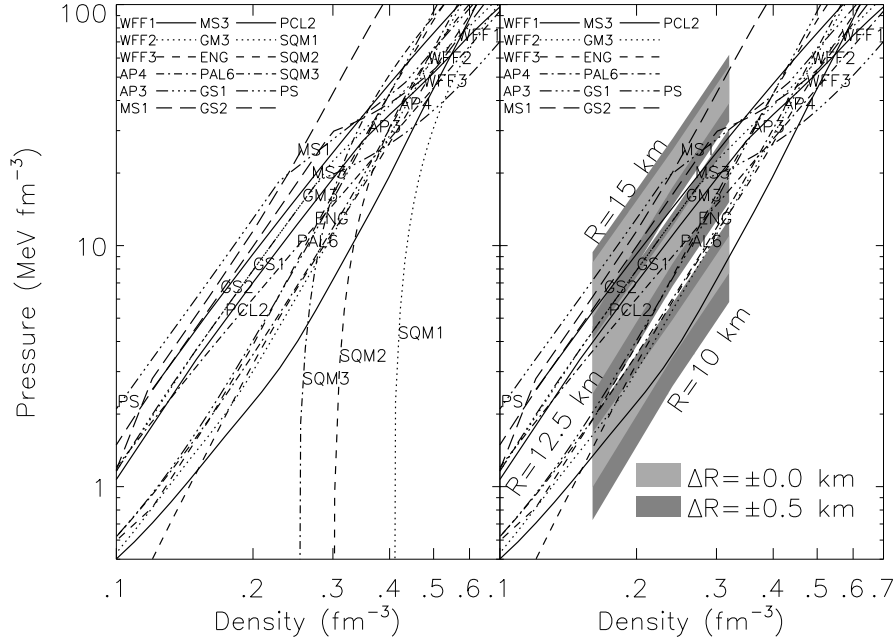 100
10
1
Pressure (MeV fm⁻³)
WFF1 MS3 PCL2
WFF2 GM3 SQM1
WFF3 ENG SQM2
AP4 PAL6 SQM3
AP3 GS1 PS
MS1 GS2
WFF1
WFF2
WFF3
AP4
AP3
MS1
MS3
GM3
ENG
PAL6
GS1
GS2
PCL2
SQM1
SQM2
SQM3
PS
.1 .2 .3 .4 .5 .6
Density (fm⁻³)
WFF1 MS3 PCL2
WFF2 GM3
WFF3 ENG
AP4 PAL6
AP3 GS1 PS
MS1 GS2
WFF1
WFF2
WFF3
AP4
AP3
MS1
MS3
GM3
ENG
PAL6
GS1
GS2
PCL2
PS
R=15 km
R=12.5 km
R=10 km
ΔR=±0.0 km
ΔR=±0.5 km
.1 .2 .3 .4 .5 .6 .7
Density (fm⁻³)